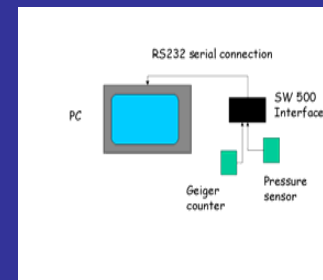 RS232 serial connection
PC
SW 500
Interface
Geiger
counter
Pressure
sensor